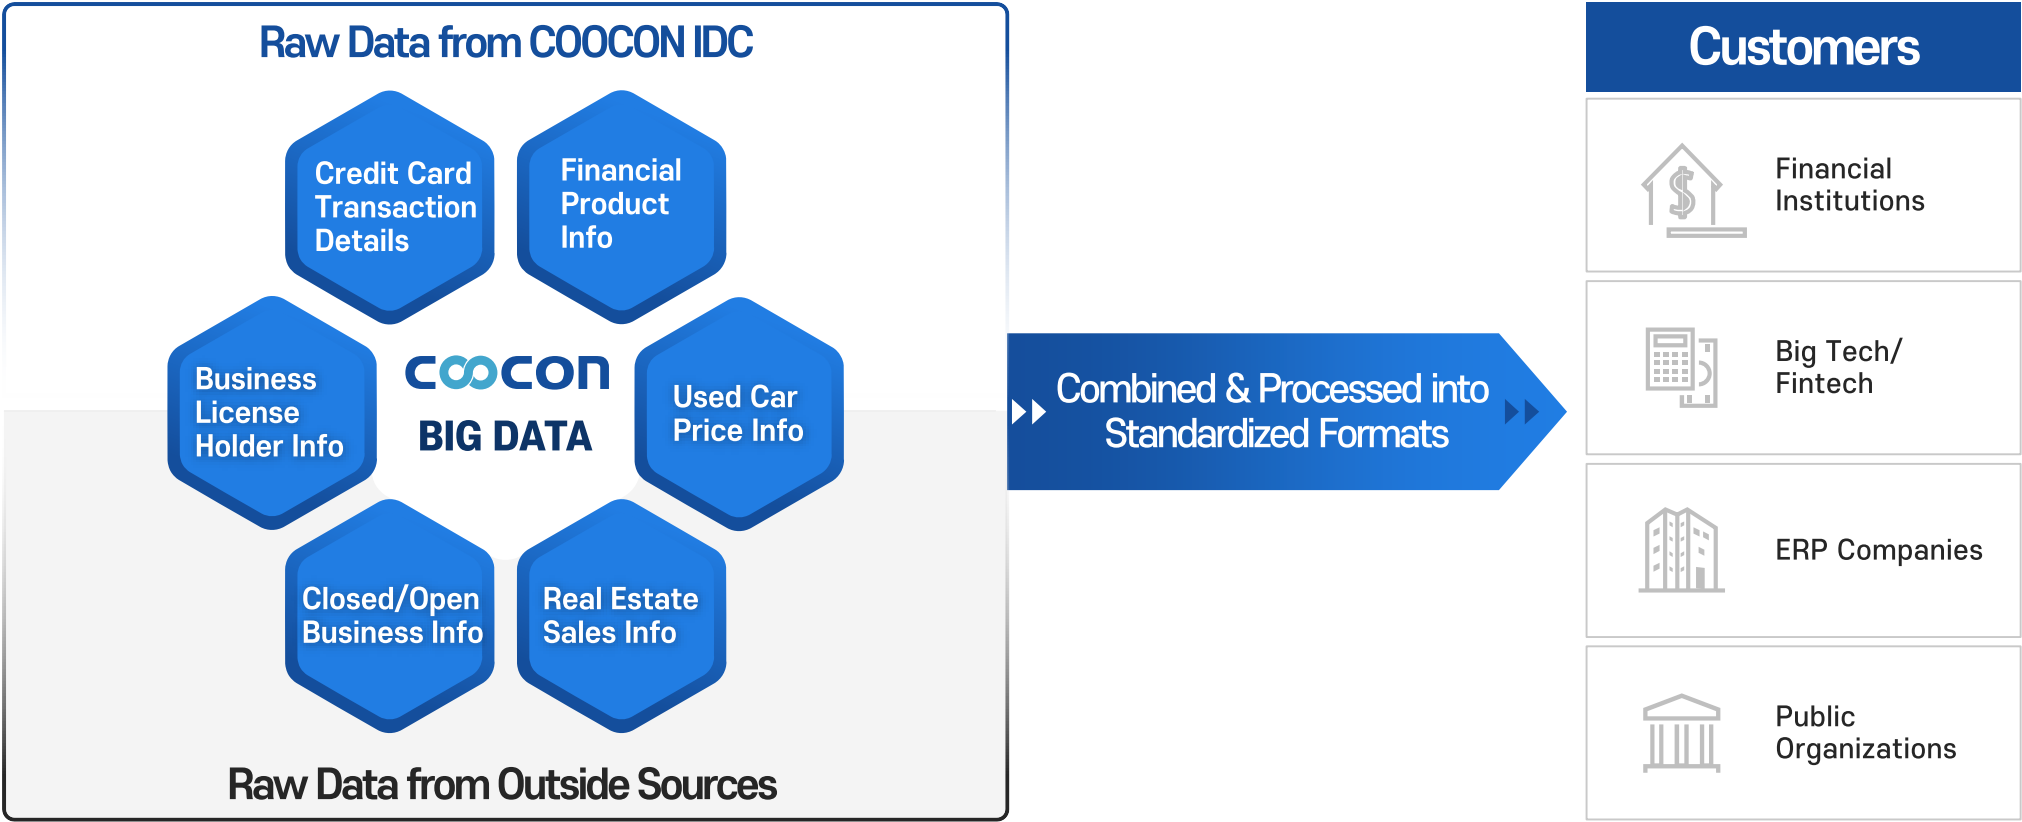 Raw Data from COOCON IDC
Credit Card
Transaction
Details
Financial
Product
Info
Business
License
Holder Info
coocon
BIG DATA
Used Car
Price Info
Closed/Open
Business Info
Real Estate
Sales Info
Raw Data from Outside Sources
Combined & Processed into
Standardized Formats
Customers
Financial
Institutions
Big Tech/
Fintech
ERP Companies
Public
Organizations